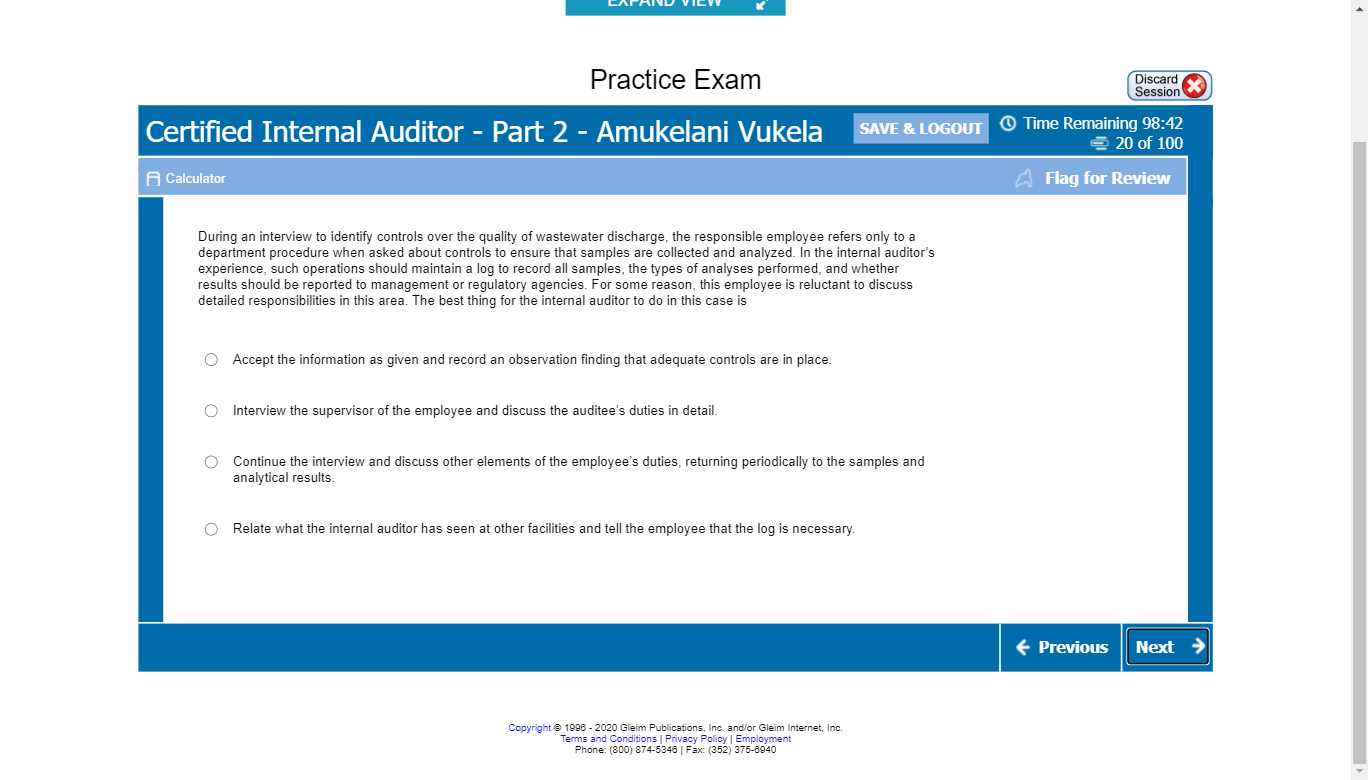 EXPAND VIEW
Practice Exam
Discard
Session
Certified Internal Auditor - Part 2 - Amukelani Vukela
SAVE & LOGOUT
Time Remaining 98:42
20 of 100
Calculator
Flag for Review
During an interview to identify controls over the quality of wastewater discharge, the responsible employee refers only to a
department procedure when asked about controls to ensure that samples are collected and analyzed. In the internal auditor's
experience, such operations should maintain a log to record all samples, the types of analyses performed, and whether
results should be reported to management or regulatory agencies. For some reason, this employee is reluctant to discuss
detailed responsibilities in this area. The best thing for the internal auditor to do in this case is
Accept the information as given and record an observation finding that adequate controls are in place.
Interview the supervisor of the employee and discuss the auditee's duties in detail.
Continue the interview and discuss other elements of the employee's duties, returning periodically to the samples and
analytical results.
Relate what the internal auditor has seen at other facilities and tell the employee that the log is necessary.
Previous
Next
Copyright © 1996 - 2020 Gleim Publications, Inc. and/or Gleim Internet, Inc.
Terms and Conditions | Privacy Policy | Employment
Phone: (800) 874-5346 | Fax: (352) 375-6940